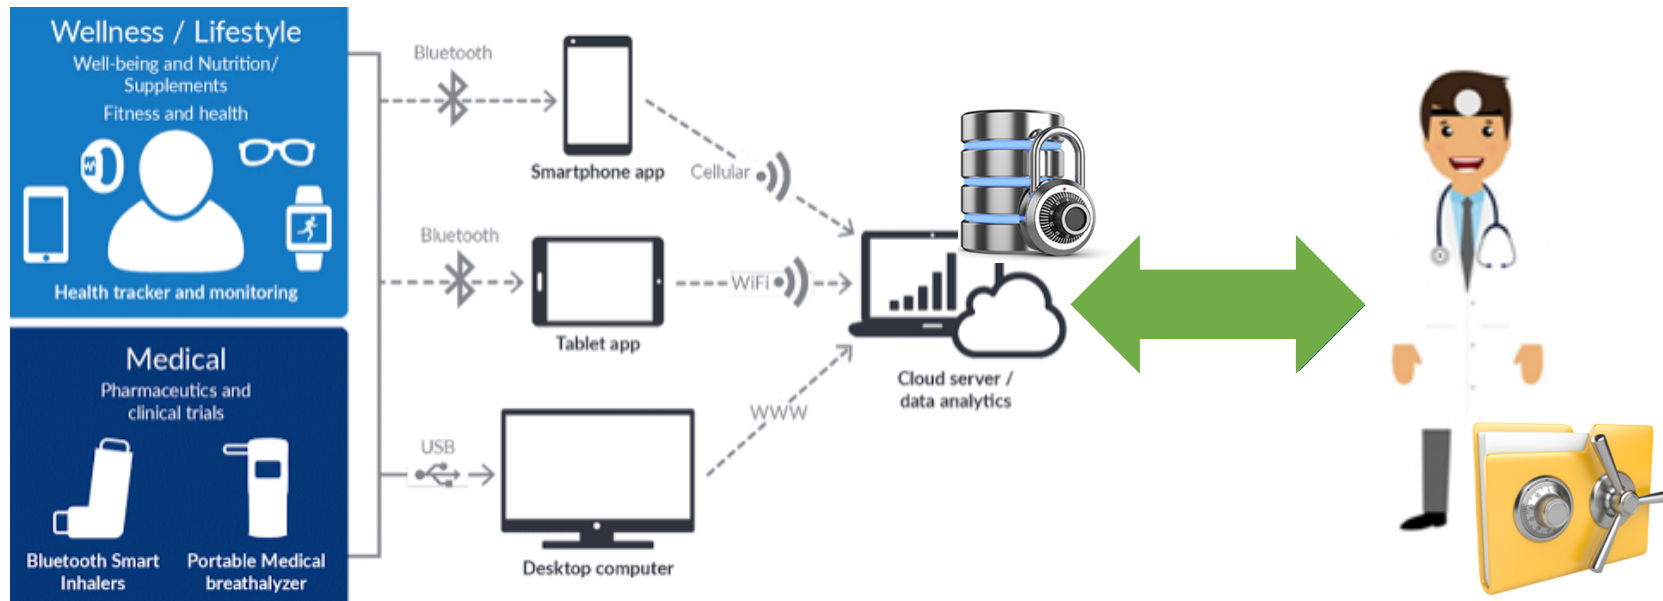 Wellness / Lifestyle
Well-being and Nutrition/
Supplements
Fitness and health
Health tracker and monitoring
Medical
Pharmaceutics and
clinical trials
Bluetooth Smart
Inhalers
Portable Medical
breathalyzer
Bluetooth
Smartphone app
Cellular
Bluetooth
WiFi
Tablet app
USB
WWW
Desktop computer
Cloud server /
data analytics